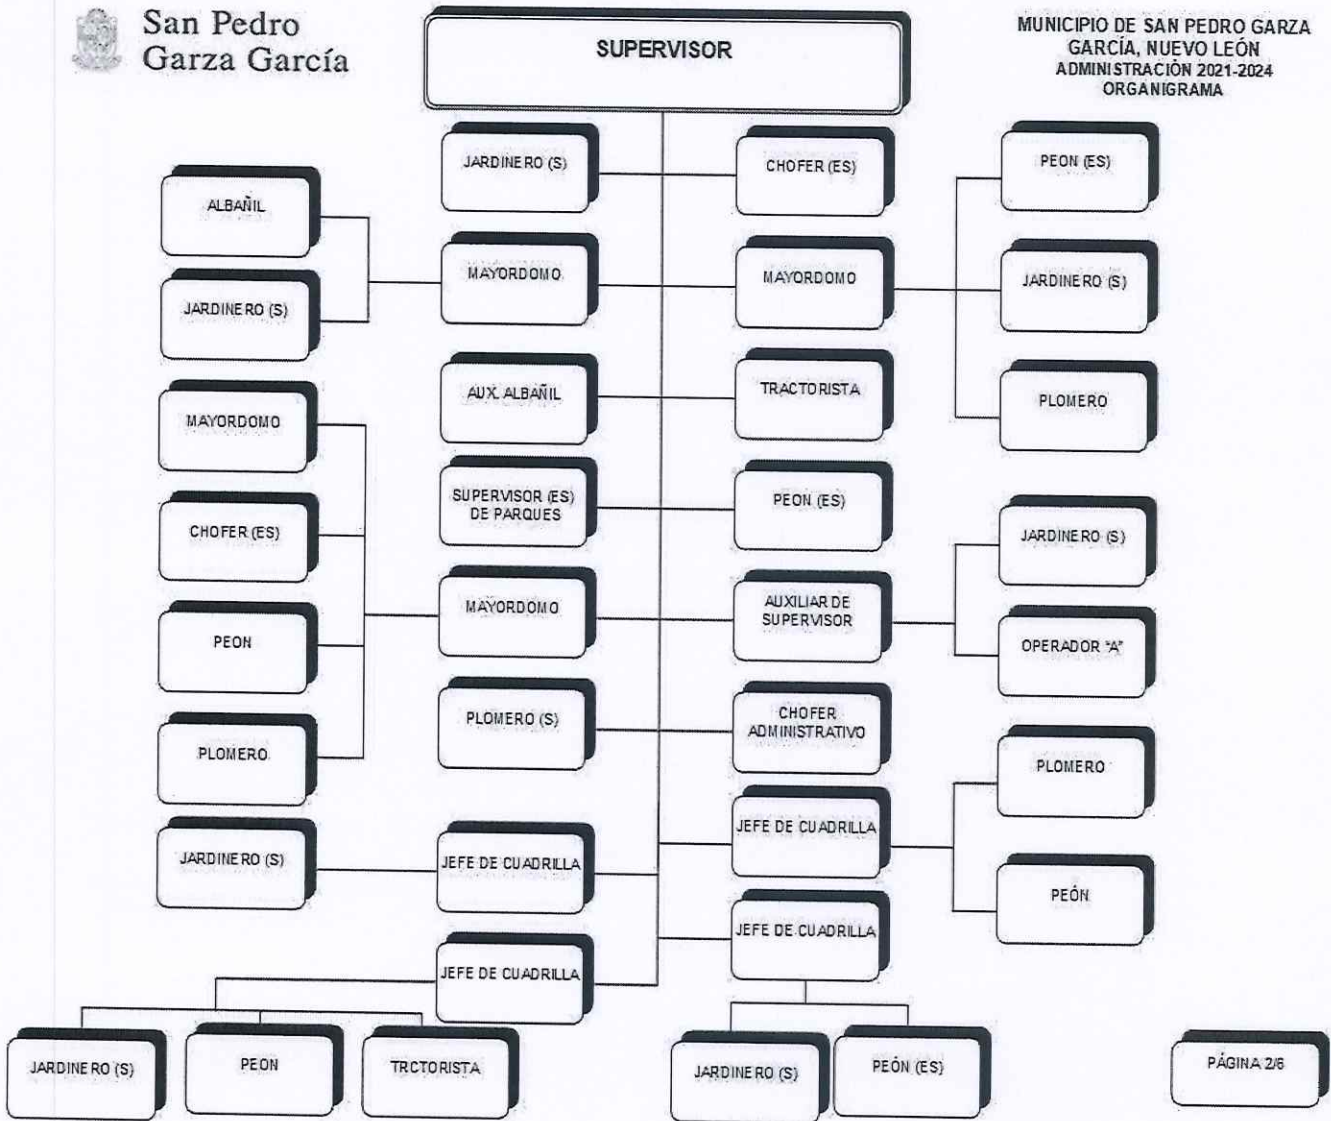 San Pedro
Garza García
SUPERVISOR
MUNICIPIO DE SAN PEDRO GARZA
GARCÍA, NUEVO LEÓN
ADMINISTRACIÓN 2021-2024
ORGANIGRAMA
JARDINERO (S)
CHOFER (ES)
PEON (ES)
ALBAÑIL
MAYORDOMO
MAYORDOMO
JARDINERO (S)
JARDINERO (S)
AUX. ALBAÑIL
TRACTORISTA
PLOMERO
MAYORDOMO
SUPERVISOR (ES)
DE PARQUES
PEON (ES)
CHOFER (ES)
JARDINERO (S)
MAYORDOMO
AUXILIAR DE
SUPERVISOR
PEON
OPERADOR "A"
PLOMERO (S)
CHOFER
ADMINISTRATIVO
PLOMERO
PLOMERO
JARDINERO (S)
JEFE DE CUADRILLA
JEFE DE CUADRILLA
PEÓN
JEFE DE CUADRILLA
JEFE DE CUADRILLA
JARDINERO (S)
PEON
TRCTORISTA
JARDINERO (S)
PEÓN (ES)
PÁGINA 2/6